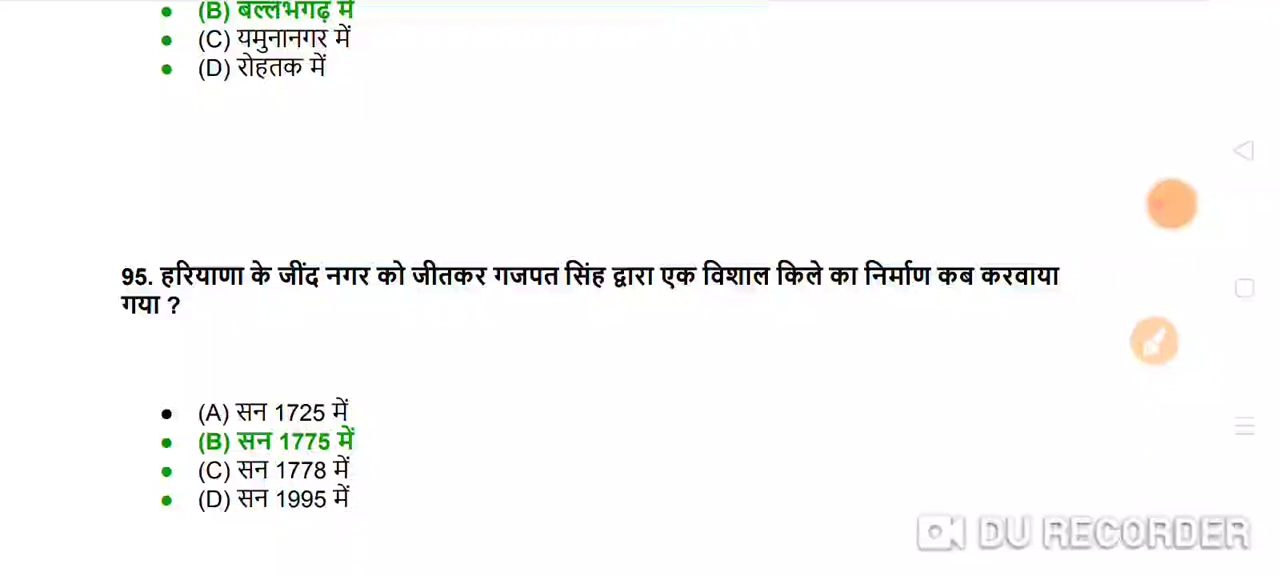 (B) बल्लभगढ़ में
(C) यमुनानगर में
(D) रोहतक में
95. हरियाणा के जींद नगर को जीतकर गजपत सिंह द्वारा एक विशाल किले का निर्माण कब करवाया
गया ?
(A) सन 1725 में
(B) सन 1775 में
(C) सन 1778 में
(D) सन 1995 में
DU RECORDER